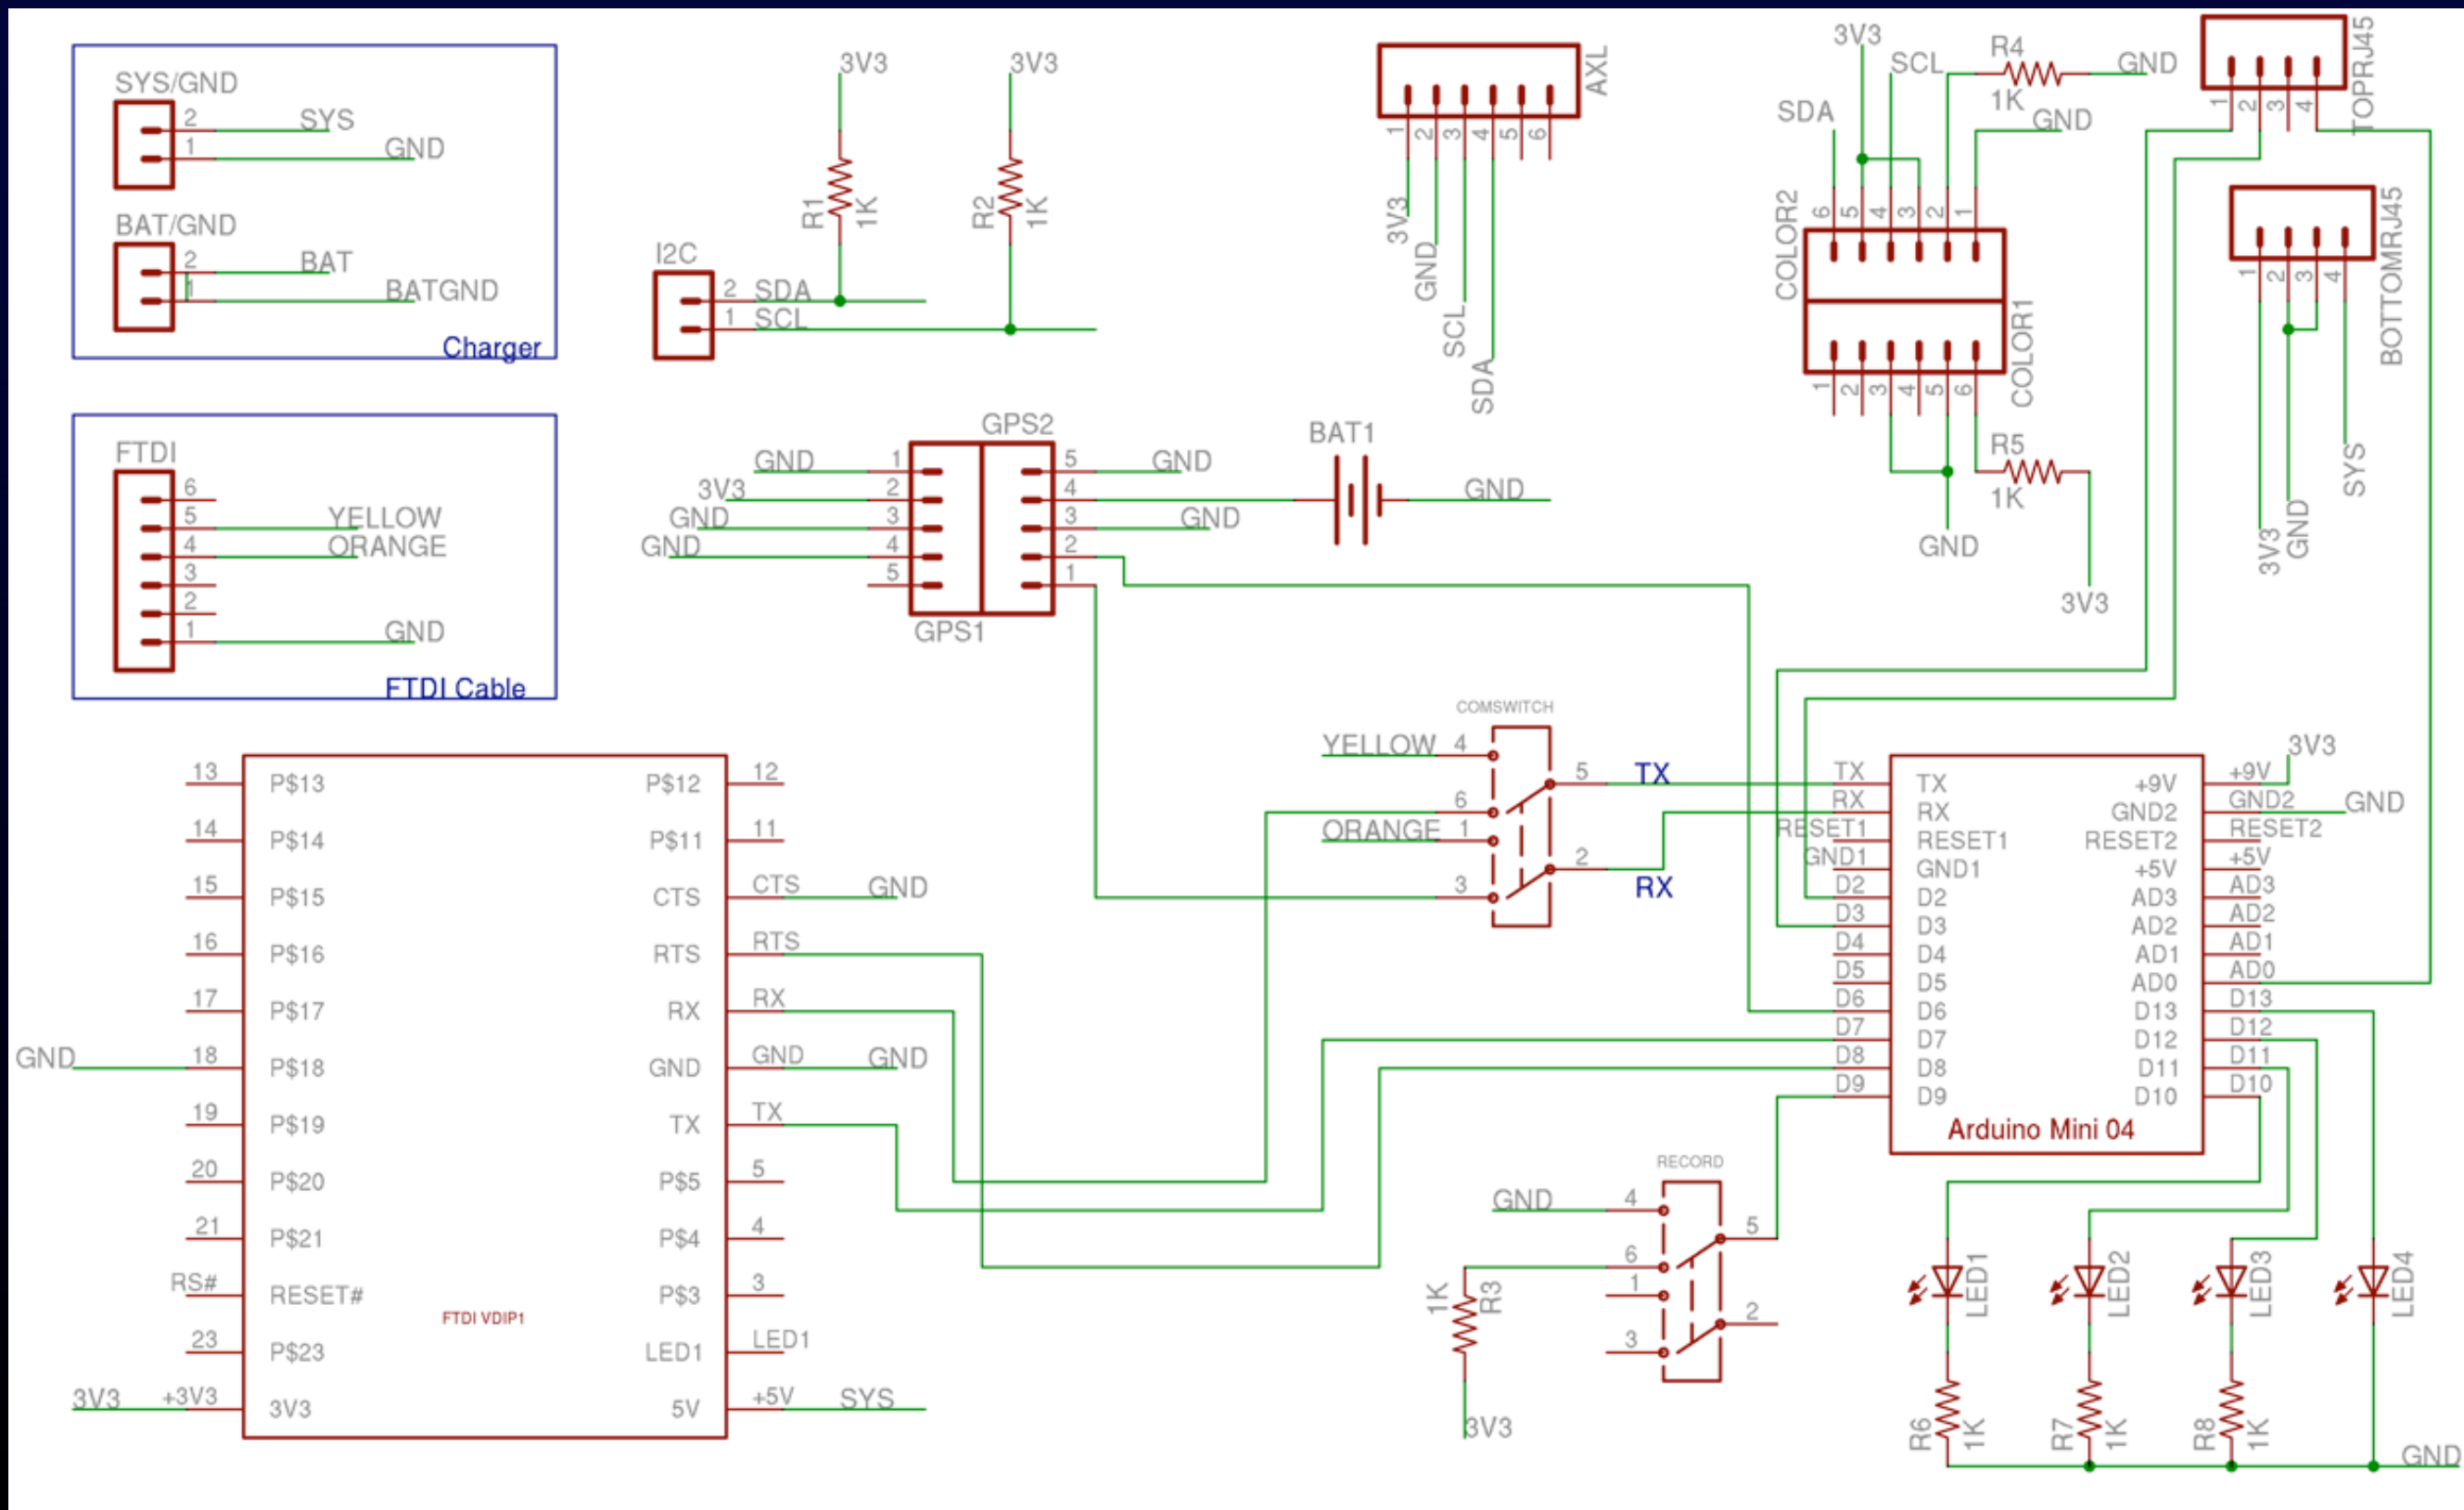 SYS/GND
2 SYS
1 GND
BAT/GND
2 BAT
1 BATGND
Charger
FTDI
6
5 YELLOW
4 ORANGE
3
2
1 GND
FTDI Cable
3V3
R1
1K
3V3
R2
1K
I2C
2 SDA
1 SCL
AXL
1 2 3 4 5 6
3V3
GND
SCL
SDA
3V3
SCL
SDA
R4
1K
GND
GND
COLOR2
6 5 4 3 2 1
COLOR1
1 2 3 4 5 6
R5
1K
GND
3V3
TOPRJ45
1 2 3 4
BOTTOMRJ45
1 2 3 4
3V3
GND
SYS
GPS2
GND 1 5 GND
3V3 2 4
GND 3 3 GND
GND 4 2
5 1
GPS1
BAT1
GND
COMSWITCH
YELLOW 4
5 TX
6
ORANGE 1
2
RX
3
13 P$13 P$12 12
14 P$14 P$11 11
15 P$15 CTS CTS GND
16 P$16 RTS RTS
17 P$17 RX RX
GND 18 P$18 GND GND GND
19 P$19 TX TX
20 P$20 P$5 5
21 P$21 P$4 4
RS# RESET# P$3 3
FTDI VDIP1
23 P$23 LED1 LED1
3V3 +3V3 3V3 5V +5V SYS
3V3
TX TX +9V +9V
RX RX GND2 GND2 GND
RESET1 RESET1 RESET2 RESET2
GND1 GND1 +5V +5V
D2 D2 AD3 AD3
D3 D3 AD2 AD2
D4 D4 AD1 AD1
D5 D5 AD0 AD0
D6 D6 D13 D13
D7 D7 D12 D12
D8 D8 D11 D11
D9 D9 D10 D10
Arduino Mini 04
RECORD
GND 4
5
6
1
2
3
1K
R3
3V3
LED1
LED2
LED3
LED4
R6
1K
R7
1K
R8
1K
GND